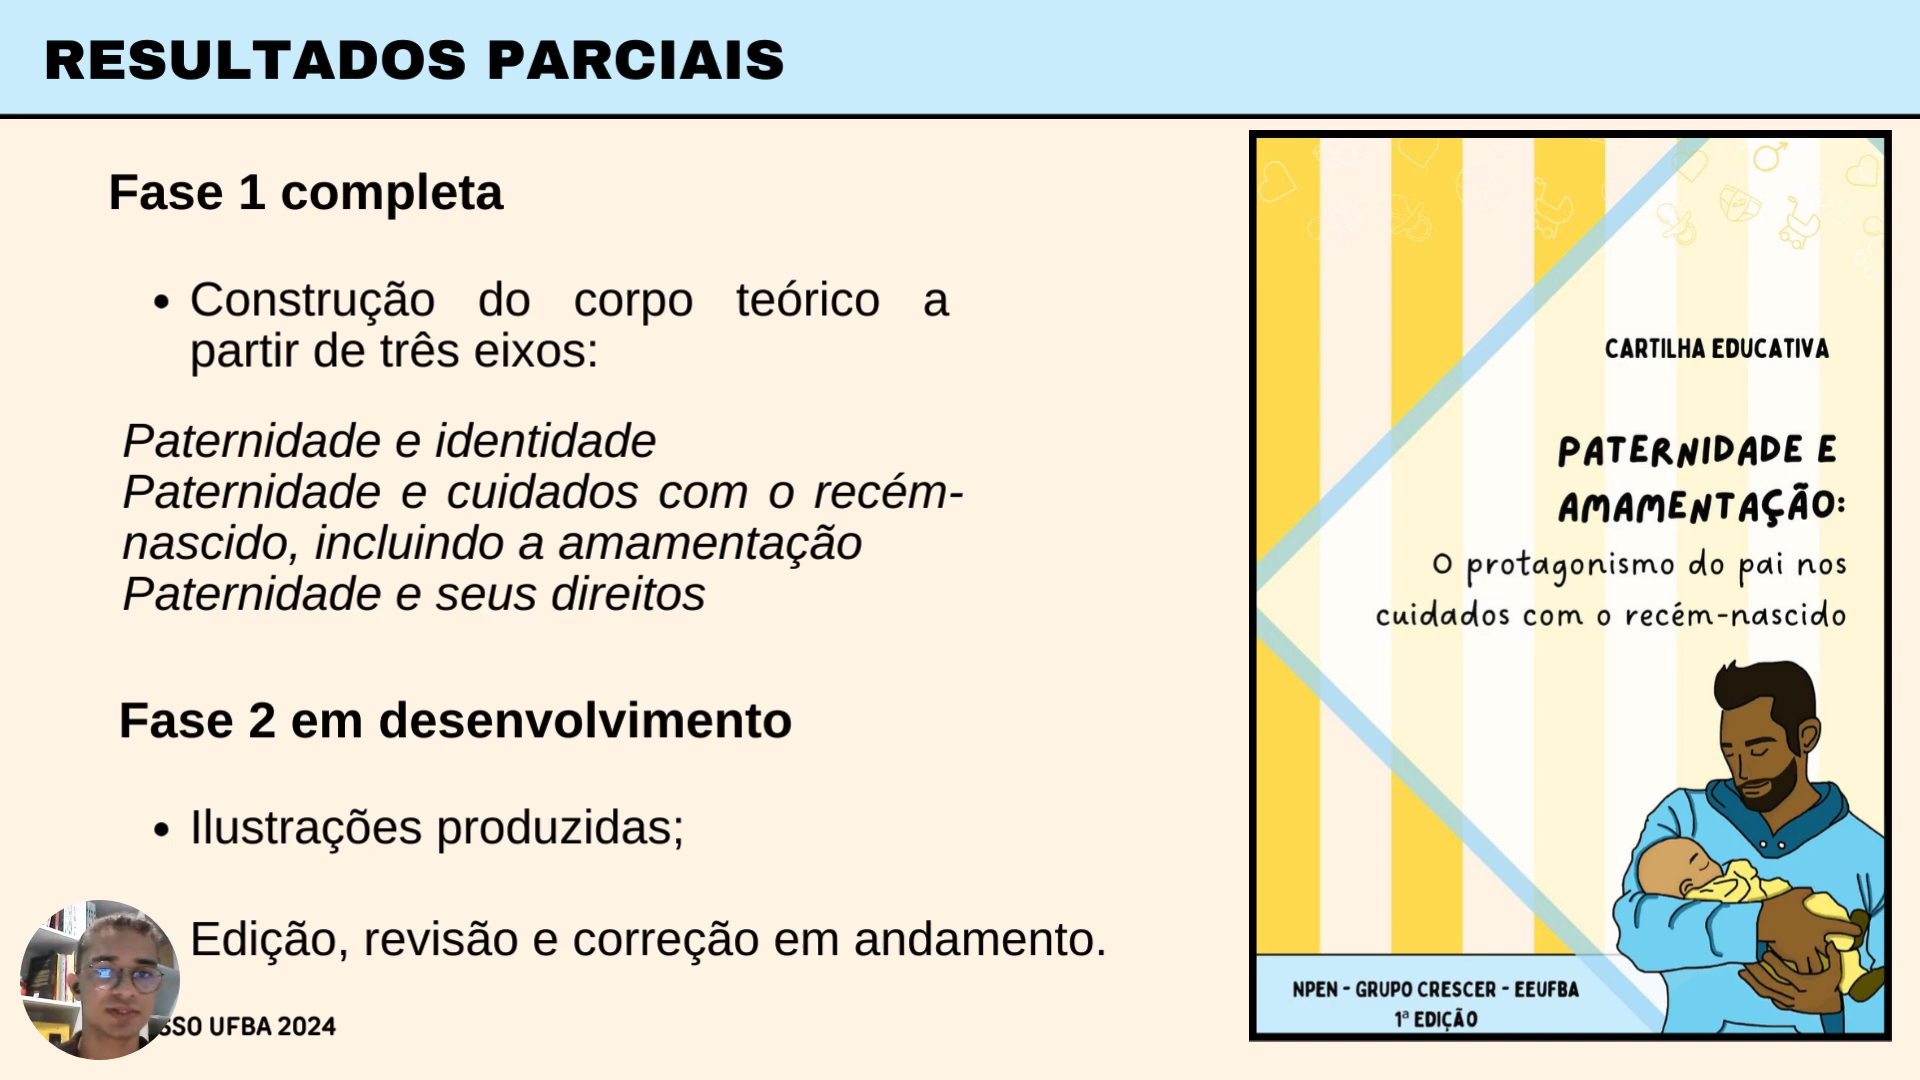 RESULTADOS PARCIAIS
Fase 1 completa
• Construção do corpo teórico a
partir de três eixos:
Paternidade e identidade
Paternidade e cuidados com o recém-
nascido, incluindo a amamentação
Paternidade e seus direitos
Fase 2 em desenvolvimento
• Ilustrações produzidas;
Edição, revisão e correção em andamento.
UFBA 2024
CARTILHA EDUCATIVA
PATERNIDADE E
AMAMENTAÇÃO:
O protagonismo do pai nos
cuidados com o recém-nascido
NPEN - GRUPO CRESCER - EEUFBA
1ª EDIÇÃO